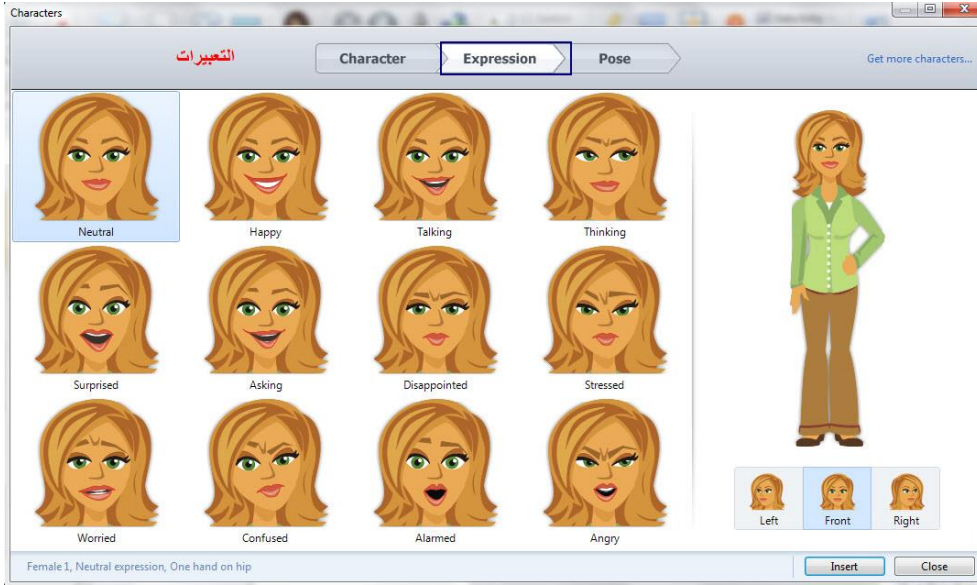 Characters
التعبيرات
Character Expression Pose
Get more characters...
Neutral Happy Talking Thinking
Surprised Asking Disappointed Stressed
Worried Confused Alarmed Angry
Left Front Right
Female 1, Neutral expression, One hand on hip
Insert Close